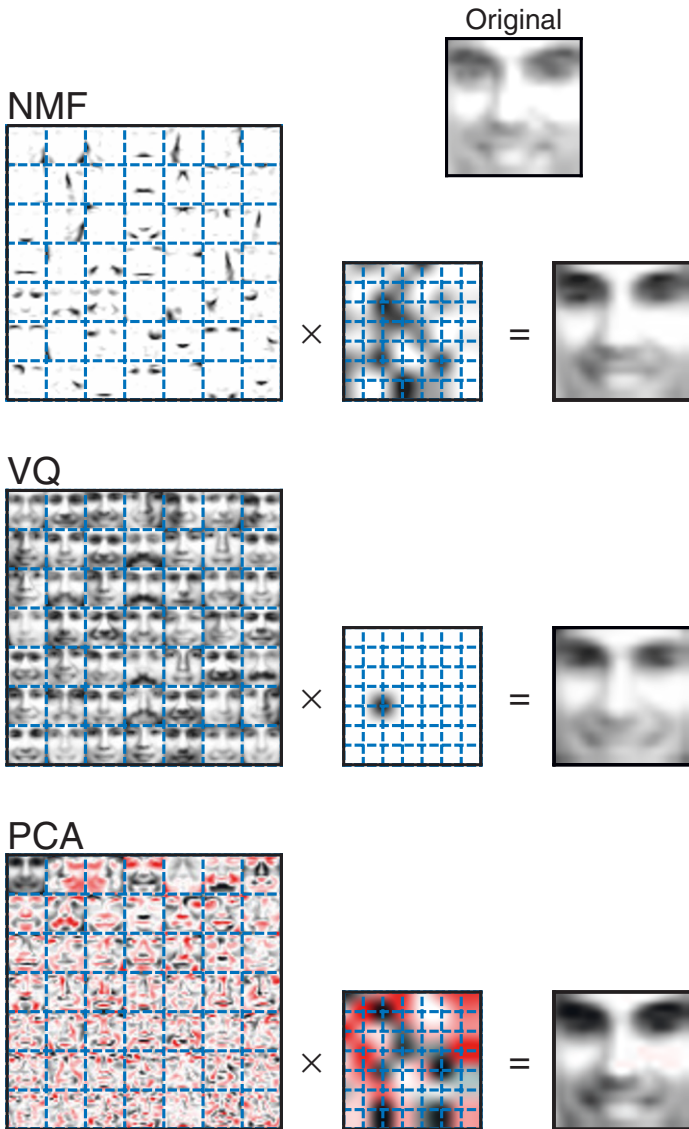 Original
NMF
× =
VQ
× =
PCA
× =